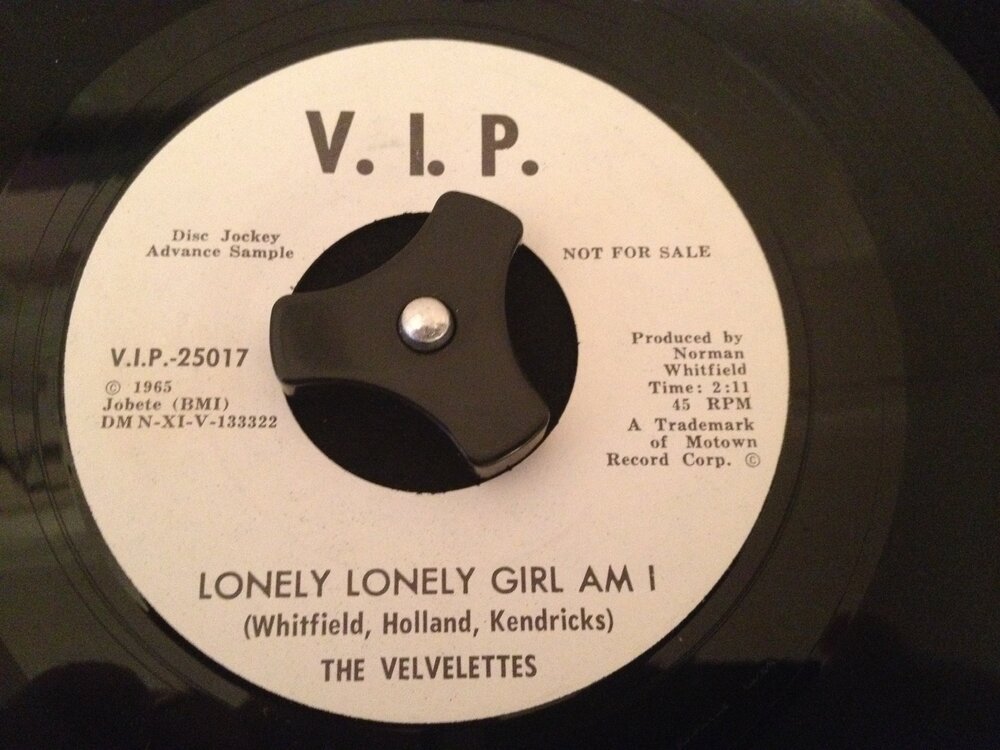 V. I. P.
Disc Jockey
Advance Sample
NOT FOR SALE
V.I.P.-25017
© 1965
Jobete (BMI)
DM N-XI-V-133322
Produced by
Norman
Whitfield
Time: 2:11
45 RPM
A Trademark
of Motown
Record Corp. ©
LONELY LONELY GIRL AM I
(Whitfield, Holland, Kendricks)
THE VELVELETTES